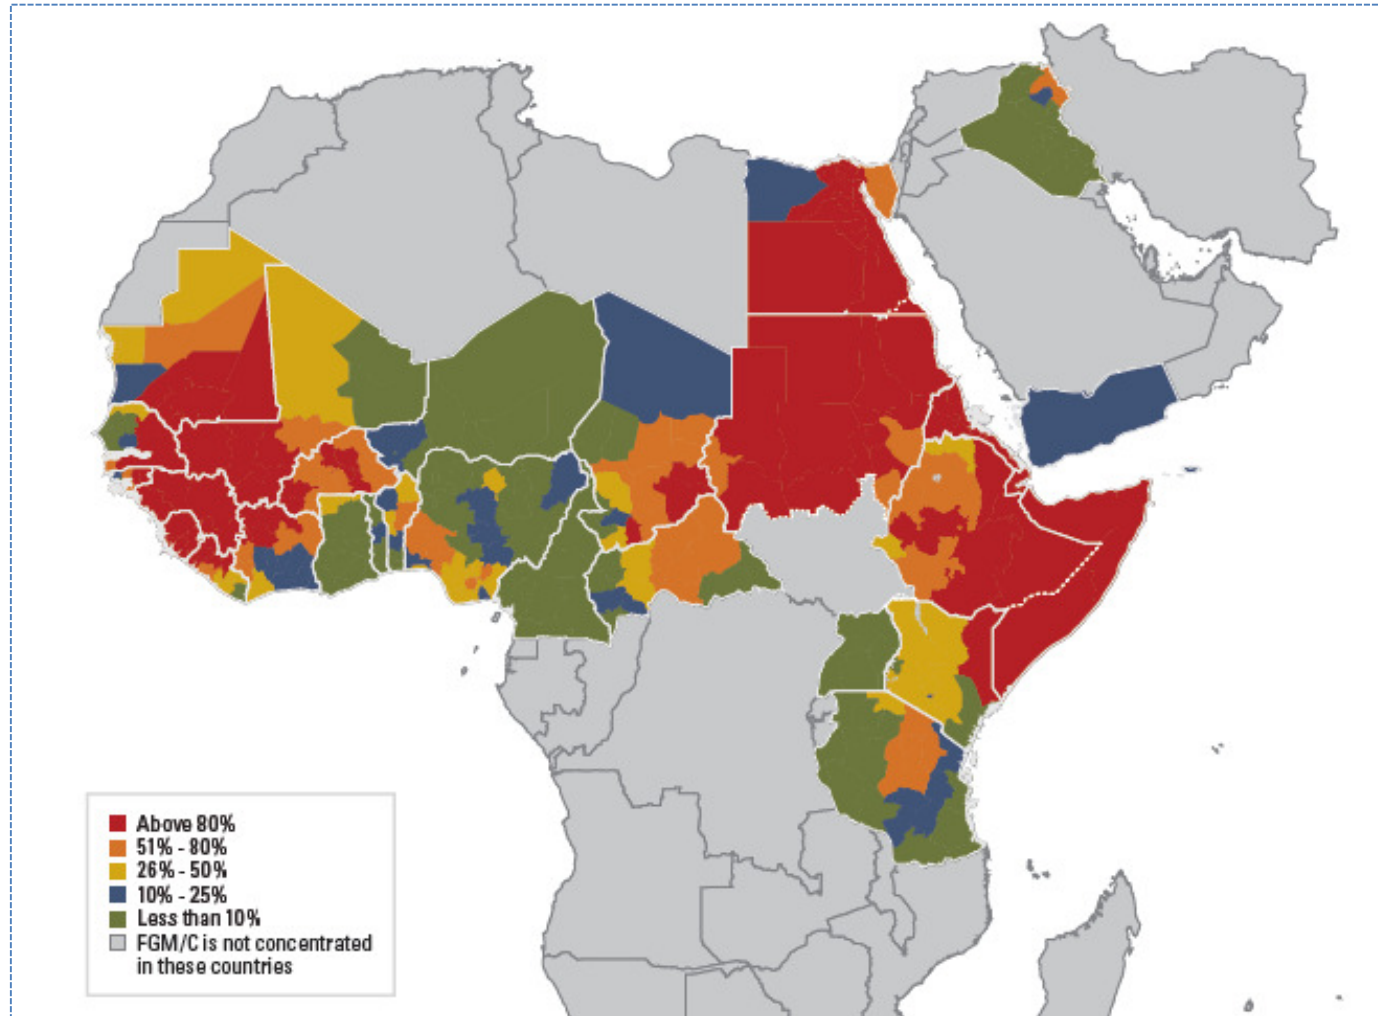 Above 80%
51% - 80%
26% - 50%
10% - 25%
Less than 10%
FGM/C is not concentrated
in these countries